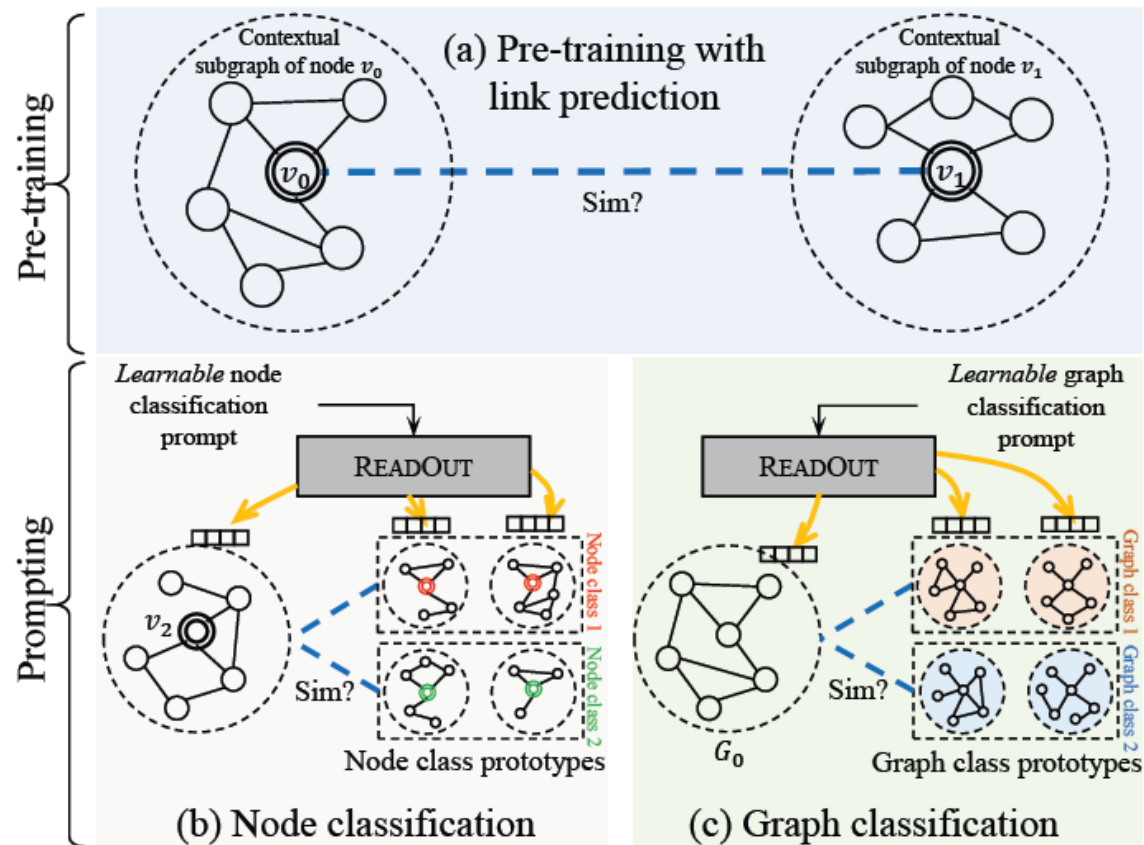 Pre-training
Contextual
subgraph of node v₀
(a) Pre-training with
link prediction
Contextual
subgraph of node v₁
v₀
Sim?
v₁
Prompting
Learnable node
classification
prompt
READOUT
v₂
Sim?
Node class 1
Node class 2
Node class prototypes
(b) Node classification
Learnable graph
classification
prompt
READOUT
G₀
Sim?
Graph class 1
Graph class 2
Graph class prototypes
(c) Graph classification